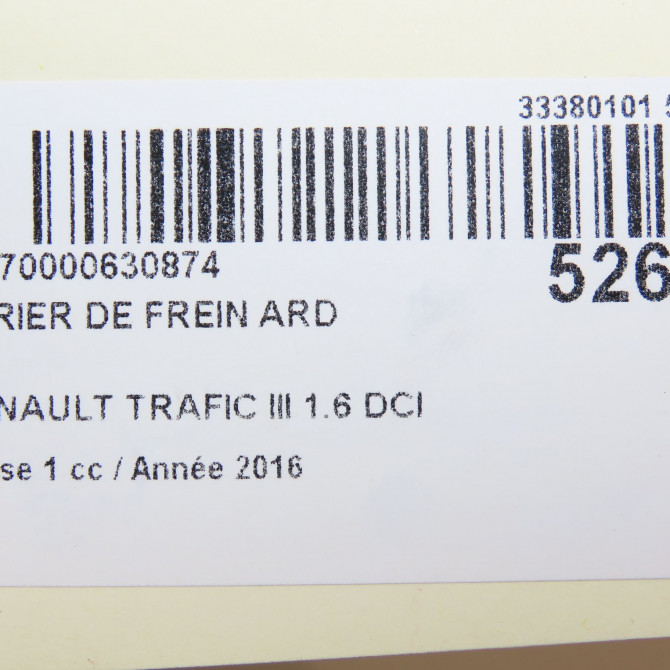 33380101 5
70000630874
526
RIER DE FREIN ARD
NAULT TRAFIC III 1.6 DCI
se 1 cc / Année 2016